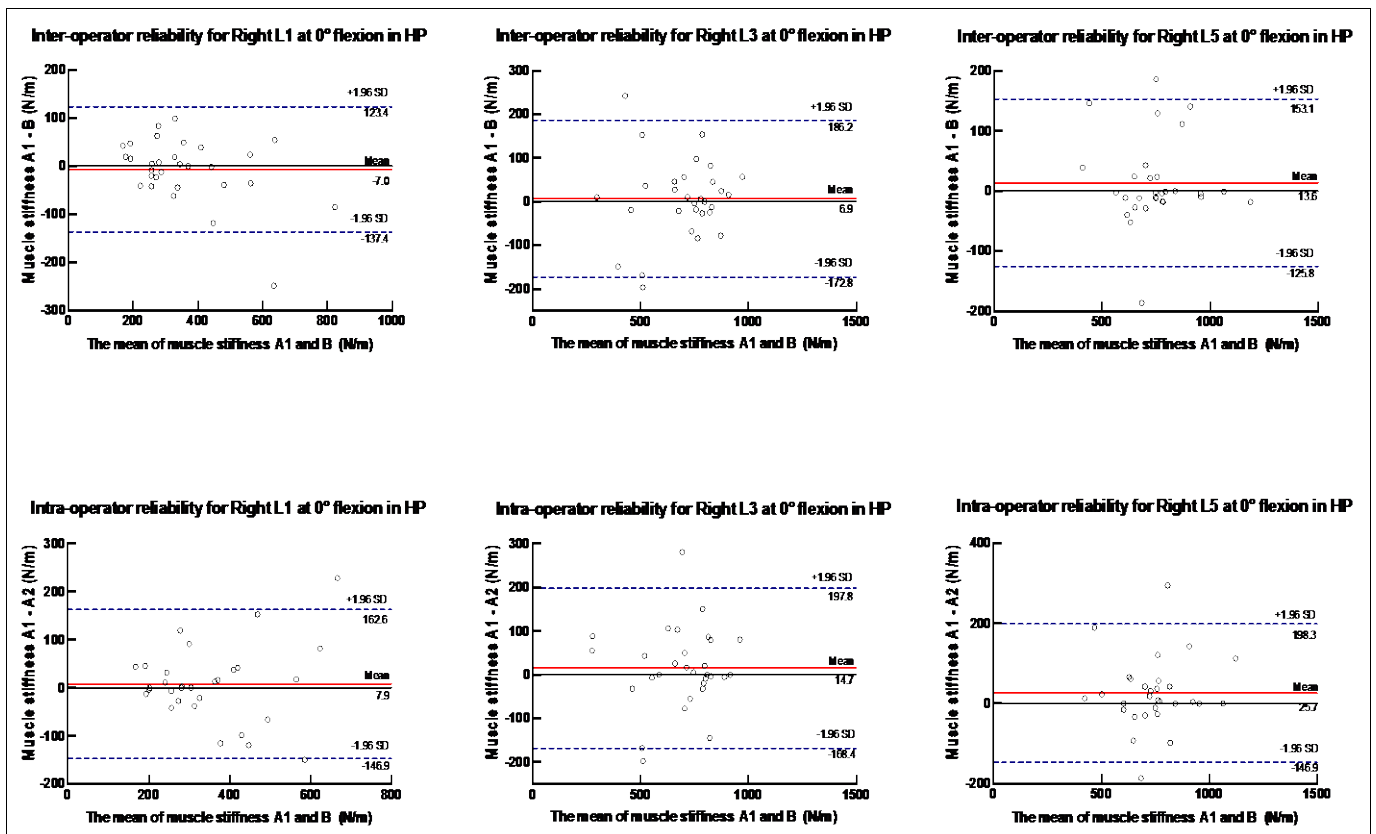 Inter-operator reliability for Right L1 at 0° flexion in HP
Muscle stiffness A1 - B (N/m)
200
100
0
-100
-200
-300
+1.96 SD
123.4
Mean
-7.0
-1.96 SD
-137.4
0
200
400
600
800
1000
The mean of muscle stiffness A1 and B (N/m)
Inter-operator reliability for Right L3 at 0° flexion in HP
Muscle stiffness A1 - B (N/m)
300
200
100
0
-100
-200
+1.96 SD
186.2
Mean
6.9
-1.96 SD
-172.8
0
500
1000
1500
The mean of muscle stiffness A1 and B (N/m)
Inter-operator reliability for Right L5 at 0° flexion in HP
Muscle stiffness A1 - B (N/m)
200
100
0
-100
-200
+1.96 SD
153.1
Mean
13.6
-1.96 SD
-125.8
0
500
1000
1500
The mean of muscle stiffness A1 and B (N/m)
Intra-operator reliability for Right L1 at 0° flexion in HP
Muscle stiffness A1 - A2 (N/m)
300
200
100
0
-100
-200
+1.96 SD
162.6
Mean
7.9
-1.96 SD
-146.9
0
200
400
600
800
The mean of muscle stiffness A1 and B (N/m)
Intra-operator reliability for Right L3 at 0° flexion in HP
Muscle stiffness A1 - A2 (N/m)
300
200
100
0
-100
-200
+1.96 SD
197.8
Mean
14.7
-1.96 SD
-168.4
0
500
1000
1500
The mean of muscle stiffness A1 and B (N/m)
Intra-operator reliability for Right L5 at 0° flexion in HP
Muscle stiffness A1 - A2 (N/m)
400
200
0
-200
+1.96 SD
198.3
Mean
25.7
-1.96 SD
-146.9
0
500
1000
1500
The mean of muscle stiffness A1 and B (N/m)